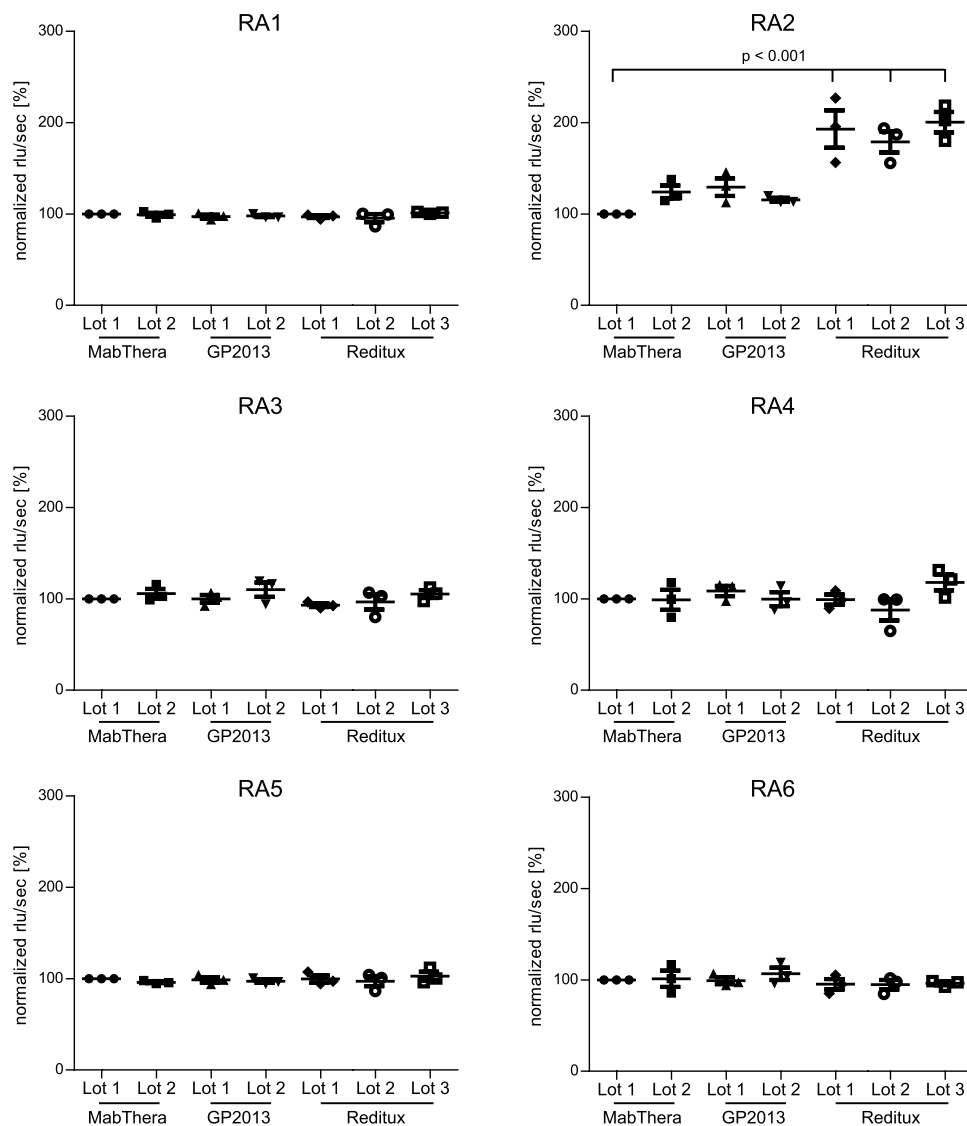 RA1
300
200
100
0
normalized rlu/sec [%]
Lot 1 Lot 2 Lot 1 Lot 2 Lot 1 Lot 2 Lot 3
MabThera GP2013 Reditux
RA2
p < 0.001
300
200
100
0
normalized rlu/sec [%]
Lot 1 Lot 2 Lot 1 Lot 2 Lot 1 Lot 2 Lot 3
MabThera GP2013 Reditux
RA3
300
200
100
0
normalized rlu/sec [%]
Lot 1 Lot 2 Lot 1 Lot 2 Lot 1 Lot 2 Lot 3
MabThera GP2013 Reditux
RA4
300
200
100
0
normalized rlu/sec [%]
Lot 1 Lot 2 Lot 1 Lot 2 Lot 1 Lot 2 Lot 3
MabThera GP2013 Reditux
RA5
300
200
100
0
normalized rlu/sec [%]
Lot 1 Lot 2 Lot 1 Lot 2 Lot 1 Lot 2 Lot 3
MabThera GP2013 Reditux
RA6
300
200
100
0
normalized rlu/sec [%]
Lot 1 Lot 2 Lot 1 Lot 2 Lot 1 Lot 2 Lot 3
MabThera GP2013 Reditux